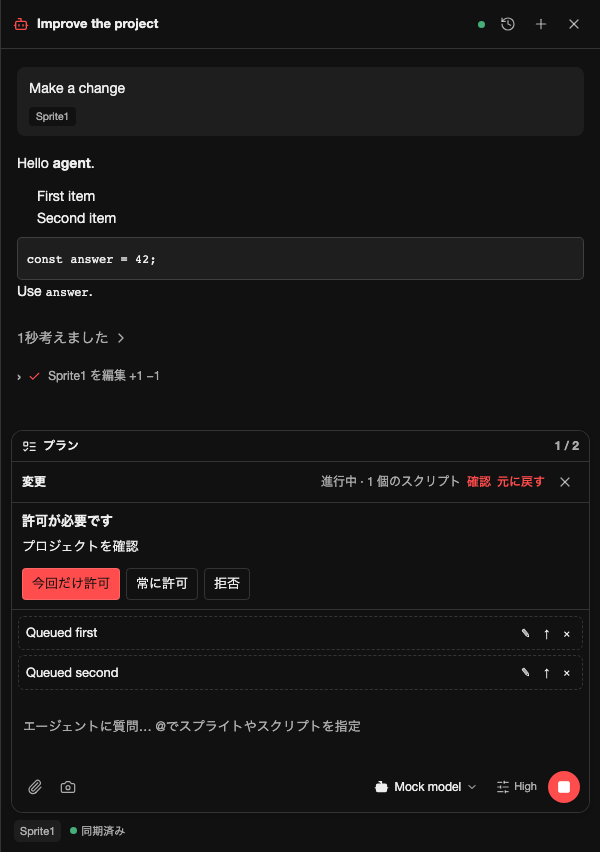 Improve the project
Make a change
Sprite1
Hello agent.
First item
Second item
const answer = 42;
Use answer.
1秒考えました
Sprite1 を編集 +1 −1
プラン 1 / 2
変更 進行中 · 1 個のスクリプト 確認 元に戻す
許可が必要です
プロジェクトを確認
今回だけ許可 常に許可 拒否
Queued first
Queued second
エージェントに質問... @でスプライトやスクリプトを指定
Mock model High
Sprite1 同期済み